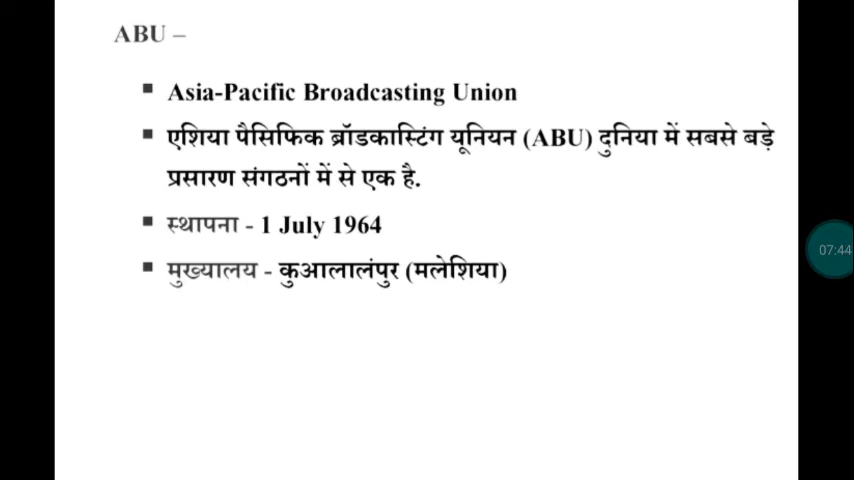 ABU –
▪ Asia-Pacific Broadcasting Union
▪ एशिया पैसिफिक ब्रॉडकास्टिंग यूनियन (ABU) दुनिया में सबसे बड़े
प्रसारण संगठनों में से एक है.
▪ स्थापना - 1 July 1964
▪ मुख्यालय - कुआलालंपुर (मलेशिया)
07:44